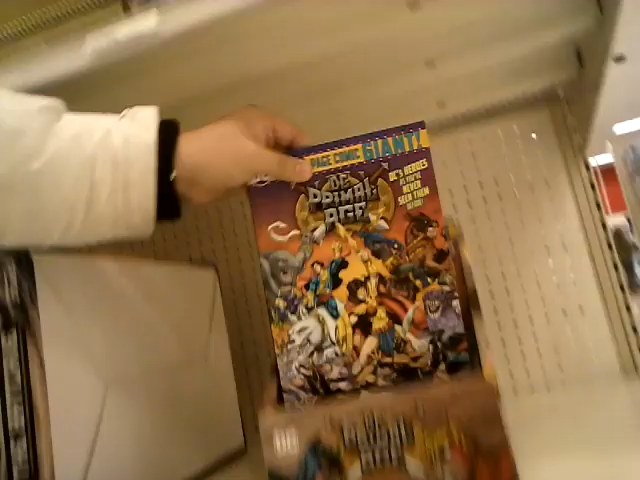 PAGE COMIC GIANT!
DC
PRIMAL
AGE
DC'S HEROES
AS YOU'VE
NEVER
SEEN THEM
BEFORE!